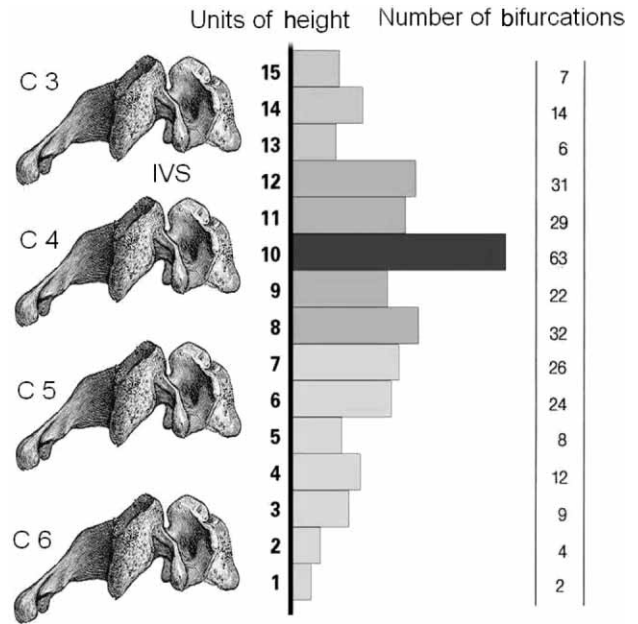 Units of height Number of bifurcations
C 3
15 7
14 14
13 6
IVS
12 31
11 29
C 4
10 63
9 22
8 32
7 26
C 5
6 24
5 8
4 12
3 9
C 6
2 4
1 2